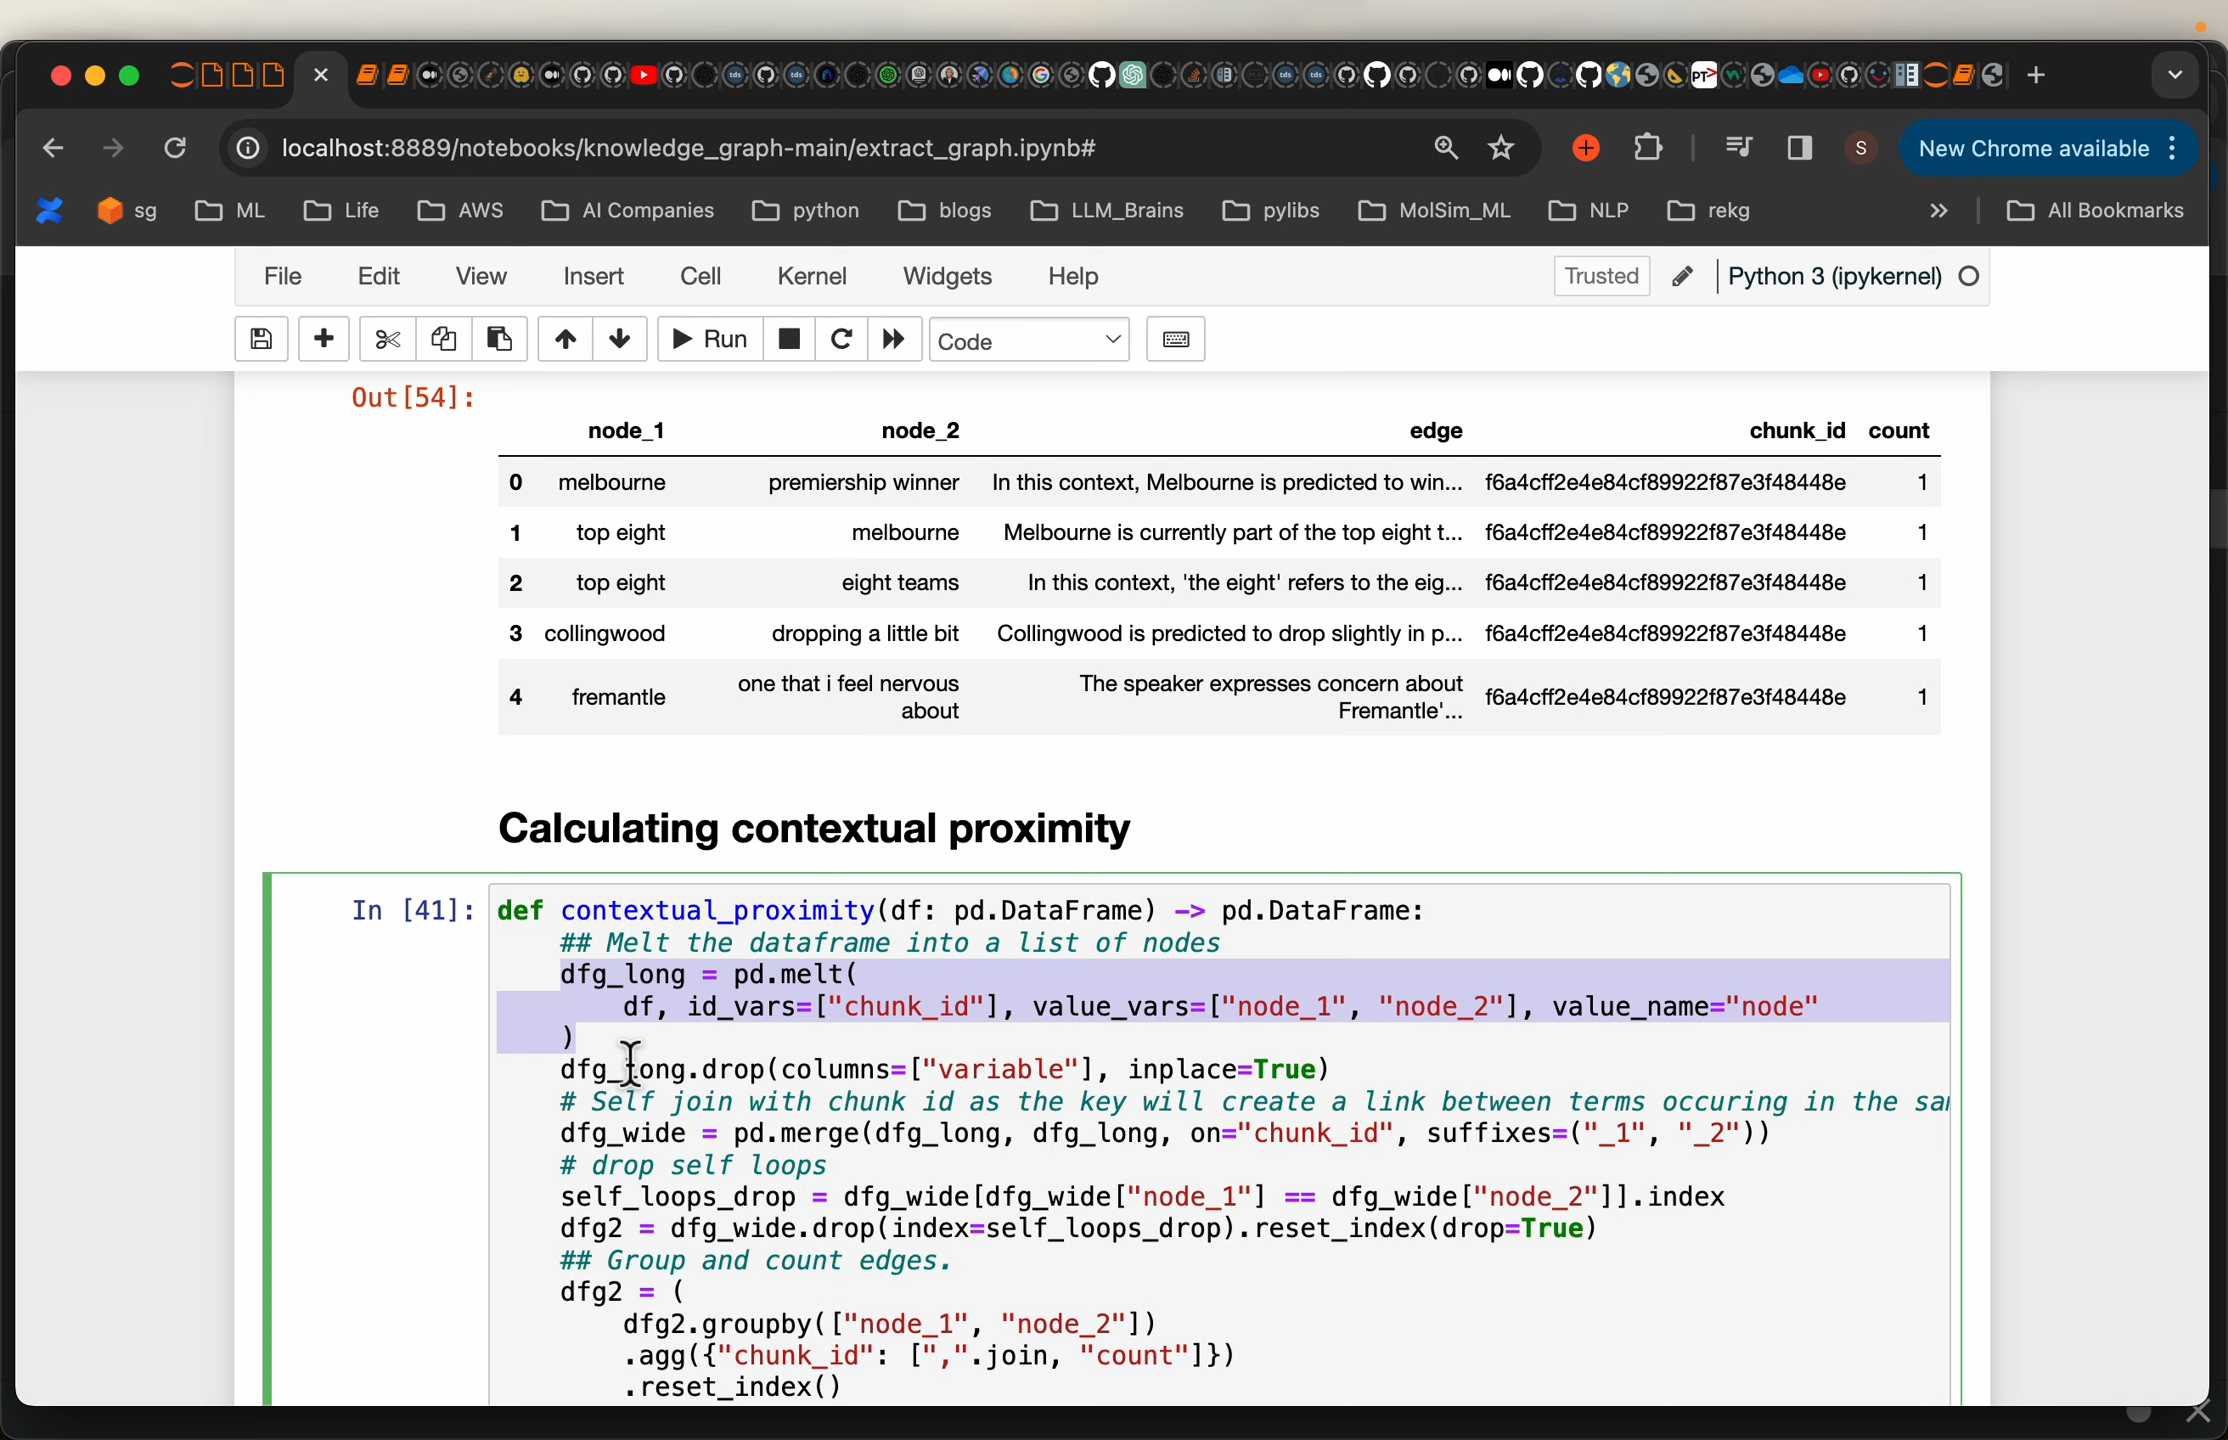 localhost:8889/notebooks/knowledge_graph-main/extract_graph.ipynb#
S
New Chrome available
sg ML Life AWS AI Companies python blogs LLM_Brains pylibs MolSim_ML NLP rekg » All Bookmarks
File Edit View Insert Cell Kernel Widgets Help Trusted Python 3 (ipykernel)
Run Code
Out[54]:
node_1 node_2 edge chunk_id count
0 melbourne premiership winner In this context, Melbourne is predicted to win... f6a4cff2e4e84cf89922f87e3f48448e 1
1 top eight melbourne Melbourne is currently part of the top eight t... f6a4cff2e4e84cf89922f87e3f48448e 1
2 top eight eight teams In this context, 'the eight' refers to the eig... f6a4cff2e4e84cf89922f87e3f48448e 1
3 collingwood dropping a little bit Collingwood is predicted to drop slightly in p... f6a4cff2e4e84cf89922f87e3f48448e 1
4 fremantle one that i feel nervous about The speaker expresses concern about Fremantle'... f6a4cff2e4e84cf89922f87e3f48448e 1
Calculating contextual proximity
In [41]: def contextual_proximity(df: pd.DataFrame) -> pd.DataFrame:
## Melt the dataframe into a list of nodes
dfg_long = pd.melt(
df, id_vars=["chunk_id"], value_vars=["node_1", "node_2"], value_name="node"
)
dfg_long.drop(columns=["variable"], inplace=True)
# Self join with chunk id as the key will create a link between terms occuring in the
dfg_wide = pd.merge(dfg_long, dfg_long, on="chunk_id", suffixes=("_1", "_2"))
# drop self loops
self_loops_drop = dfg_wide[dfg_wide["node_1"] == dfg_wide["node_2"]].index
dfg2 = dfg_wide.drop(index=self_loops_drop).reset_index(drop=True)
## Group and count edges.
dfg2 = (
dfg2.groupby(["node_1", "node_2"])
.agg({"chunk_id": [",".join, "count"]})
.reset_index()